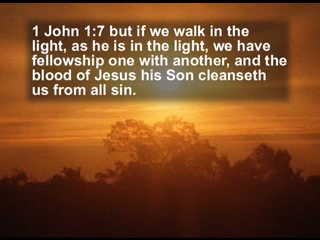 1 John 1:7 but if we walk in the
light, as he is in the light, we have
fellowship one with another, and the
blood of Jesus his Son cleanseth
us from all sin.